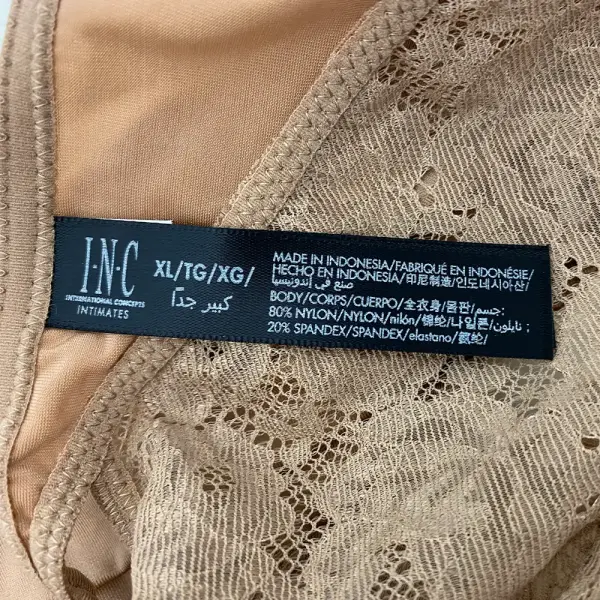 I·N·C
INTERNATIONAL CONCEPTS
INTIMATES
XL/TG/XG/
كبير جداً
MADE IN INDONESIA/FABRIQUÉ EN INDONÉSIE/
HECHO EN INDONESIA/印尼制造/인도네시아산/
صنع في إندونيسيا
BODY/CORPS/CUERPO/全衣身/몸판/جسم:
80% NYLON/NYLON/nilón/锦纶/나일론/نايلون;
20% SPANDEX/SPANDEX/elastano/氨纶/